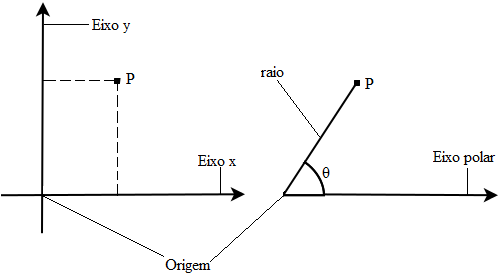 Eixo y
P
Eixo x
Origem
raio
P
θ
Eixo polar